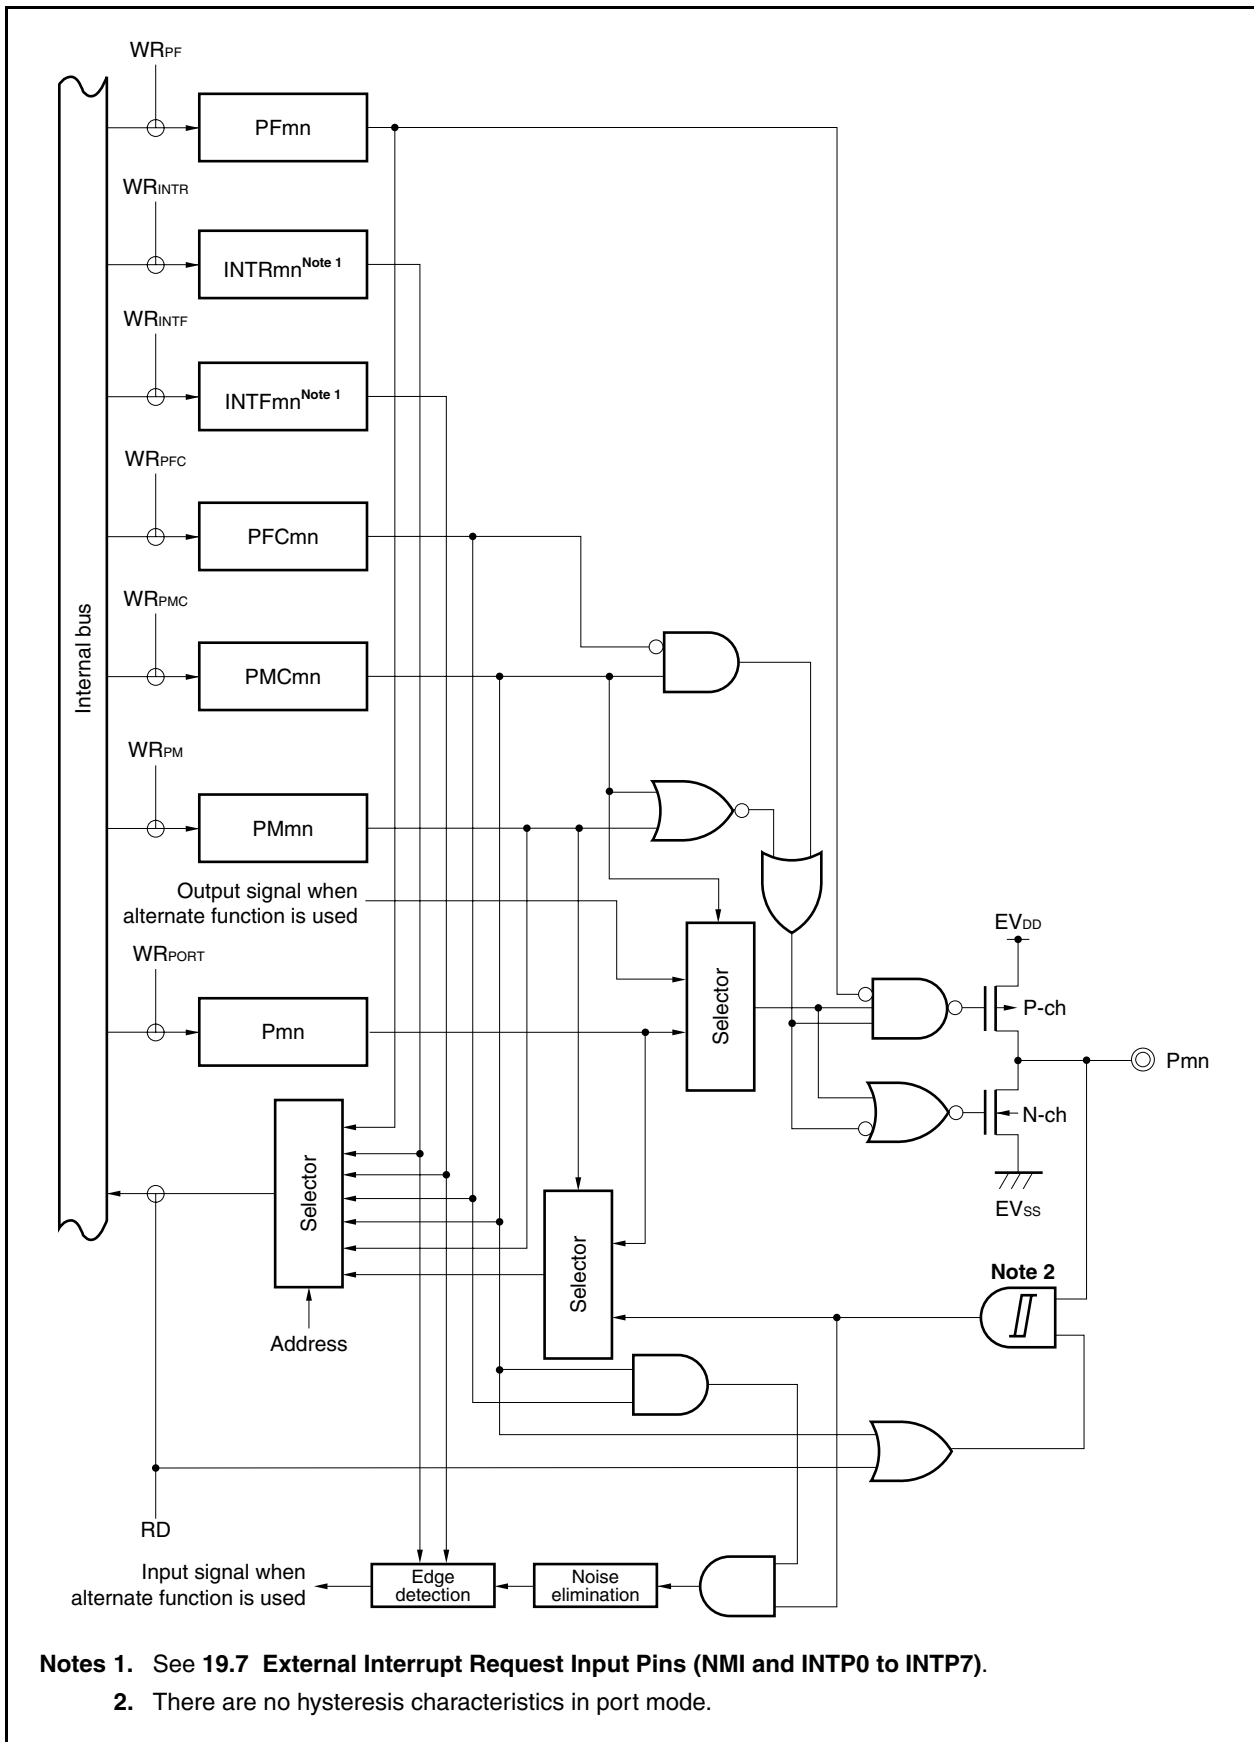 WRPF
PFmn
WRINTR
INTRmnNote 1
WRINTF
INTFmnNote 1
WRPFC
PFCmn
Internal bus
WRPMC
PMCmn
WRPM
PMmn
Output signal when
alternate function is used
WRPORT
Pmn
Selector
EVDD
P-ch
Pmn
N-ch
EVSS
Selector
Selector
Note 2
Address
RD
Input signal when
alternate function is used
Edge
detection
Noise
elimination
Notes 1. See 19.7 External Interrupt Request Input Pins (NMI and INTP0 to INTP7).
2. There are no hysteresis characteristics in port mode.